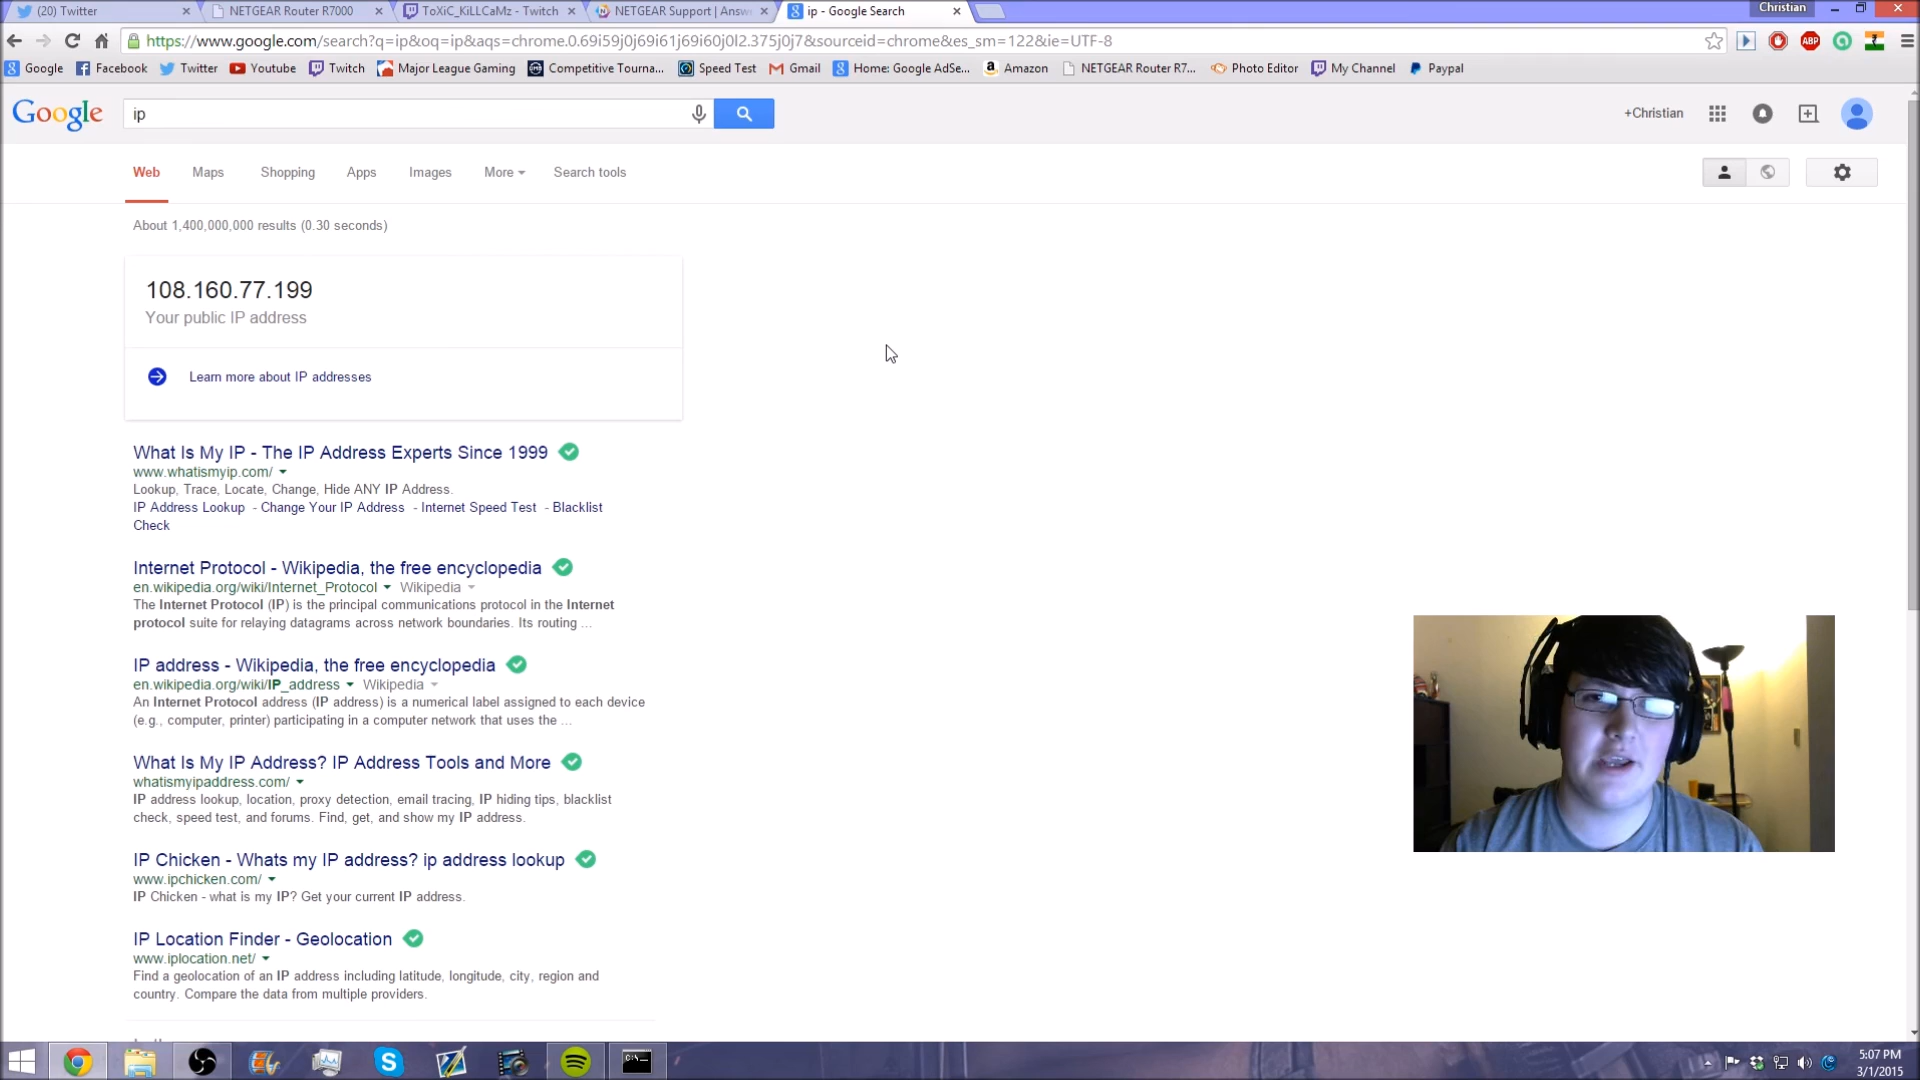 (20) Twitter
NETGEAR Router R7000
ToXiC_KiLLCaMz - Twitch
NETGEAR Support | Answ
ip - Google Search
Christian
https://www.google.com/search?q=ip&oq=ip&aqs=chrome.0.69i59j0j69i61j69i60j0l2.375j0j7&sourceid=chrome&es_sm=122&ie=UTF-8
ABP
Google
Facebook
Twitter
Youtube
Twitch
Major League Gaming
Competitive Tourna...
Speed Test
Gmail
Home: Google AdSe...
Amazon
NETGEAR Router R7...
Photo Editor
My Channel
Paypal
Google
ip
+Christian
Web
Maps
Shopping
Apps
Images
More
Search tools
About 1,400,000,000 results (0.30 seconds)
108.160.77.199
Your public IP address
Learn more about IP addresses
What Is My IP - The IP Address Experts Since 1999
www.whatismyip.com/
Lookup, Trace, Locate, Change, Hide ANY IP Address.
IP Address Lookup - Change Your IP Address - Internet Speed Test - Blacklist
Check
Internet Protocol - Wikipedia, the free encyclopedia
en.wikipedia.org/wiki/Internet_Protocol Wikipedia
The Internet Protocol (IP) is the principal communications protocol in the Internet
protocol suite for relaying datagrams across network boundaries. Its routing ...
IP address - Wikipedia, the free encyclopedia
en.wikipedia.org/wiki/IP_address Wikipedia
An Internet Protocol address (IP address) is a numerical label assigned to each device
(e.g., computer, printer) participating in a computer network that uses the ...
What Is My IP Address? IP Address Tools and More
whatismyipaddress.com/
IP address lookup, location, proxy detection, email tracing, IP hiding tips, blacklist
check, speed test, and forums. Find, get, and show my IP address.
IP Chicken - Whats my IP address? ip address lookup
www.ipchicken.com/
IP Chicken - what is my IP? Get your current IP address.
IP Location Finder - Geolocation
www.iplocation.net/
Find a geolocation of an IP address including latitude, longitude, city, region and
country. Compare the data from multiple providers.
5:07 PM
3/1/2015